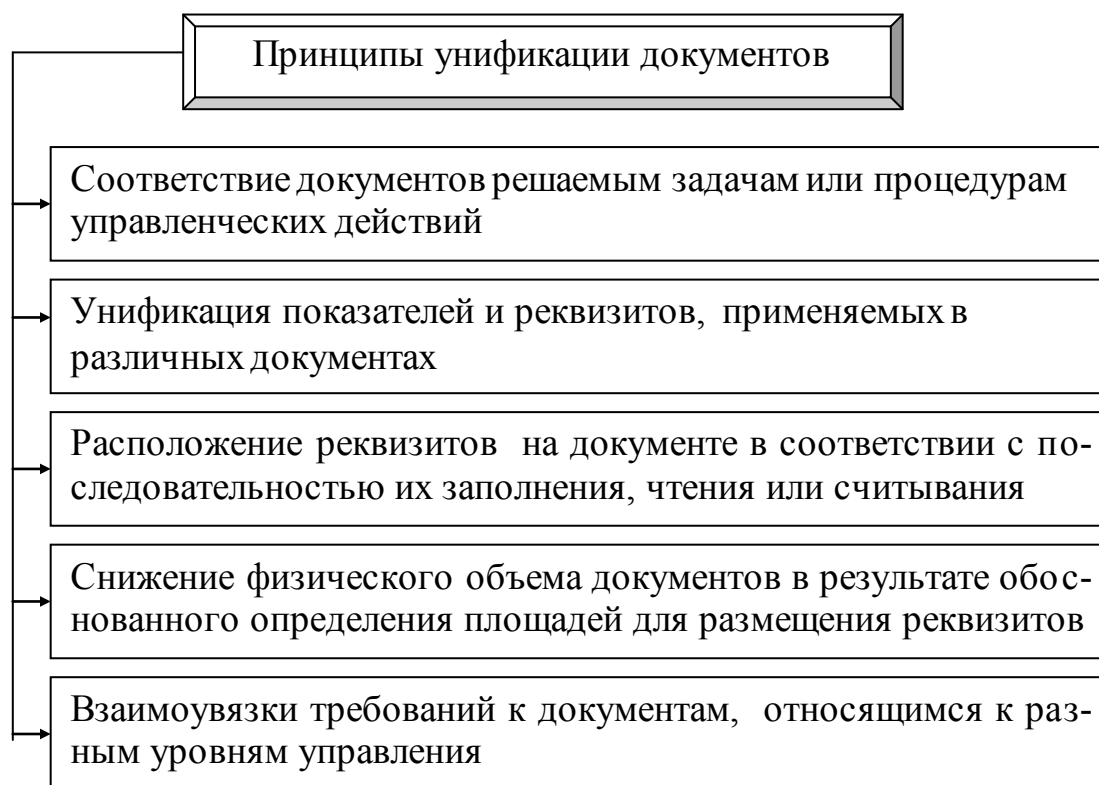 Принципы унификации документов
Соответствие документов решаемым задачам или процедурам
управленческих действий
Унификация показателей и реквизитов, применяемых в
различных документах
Расположение реквизитов на документе в соответствии с по-
следовательностью их заполнения, чтения или считывания
Снижение физического объема документов в результате обос-
нованного определения площадей для размещения реквизитов
Взаимоувязки требований к документам, относящимся к раз-
ным уровням управления